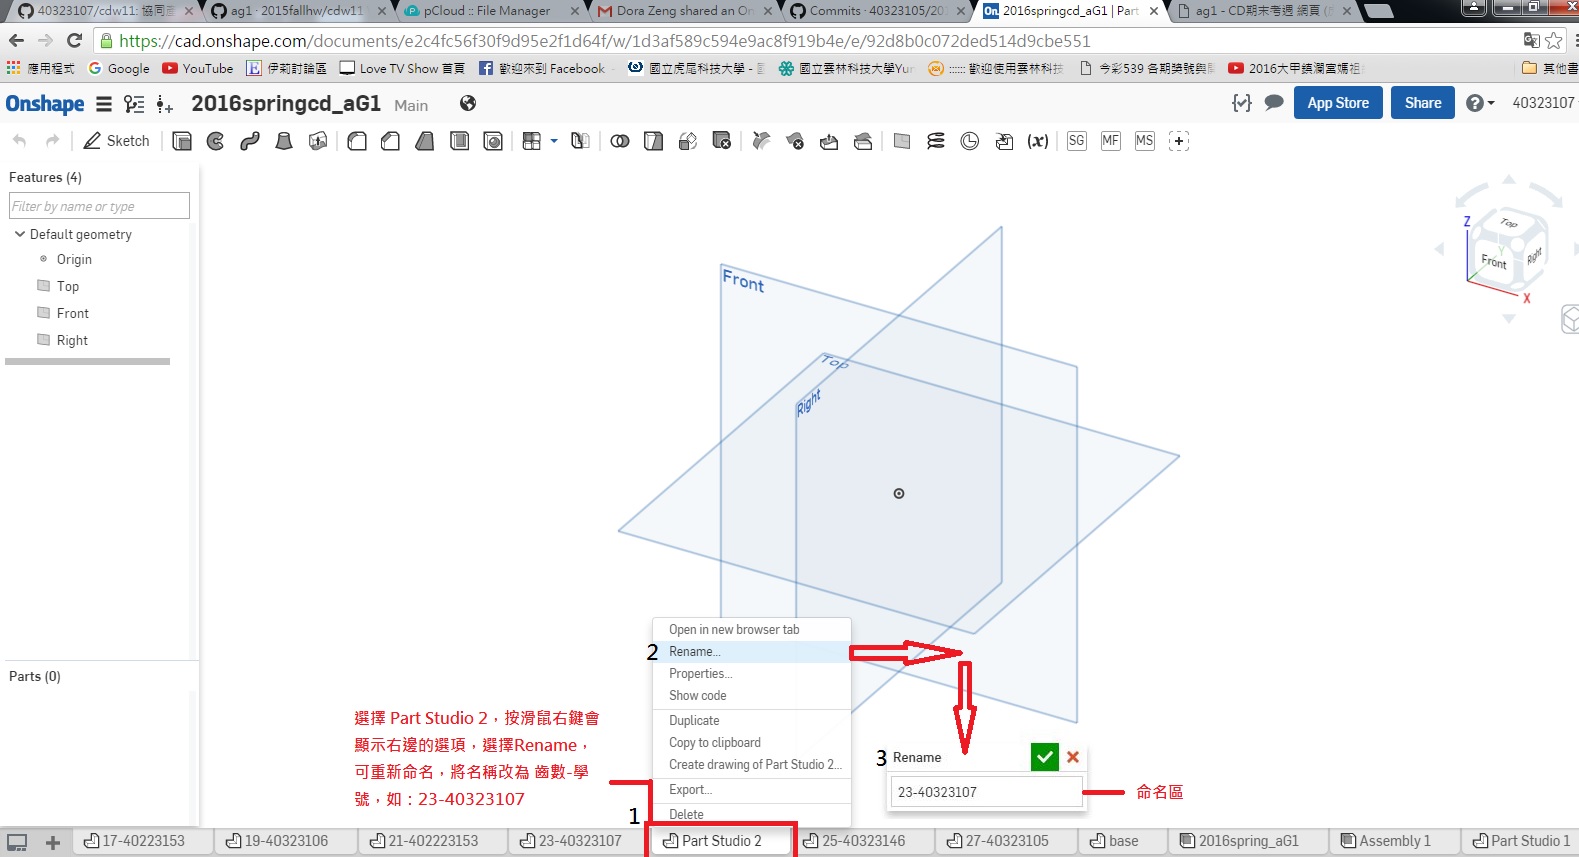 40323107/cdw11: 協同產
ag1 · 2015fallhw/cdw11
pCloud :: File Manager
Dora Zeng shared an On
Commits · 40323105/20
2016springcd_aG1 | Part
ag1 - CD期末考週 網頁
https://cad.onshape.com/documents/e2c4fc56f30f9d95e2f1d64f/w/1d3af589c594e9ac8f919b4e/e/92d8b0c072ded514d9cbe551
應用程式
Google
YouTube
伊莉討論區
Love TV Show 首頁
歡迎來到 Facebook
國立虎尾科技大學 -
國立雲林科技大學Yun
:::::: 歡迎使用雲林科技
今彩539 各期獎號與
2016大甲鎮瀾宮媽祖
其他書
Onshape
2016springcd_aG1 Main
App Store
Share
40323107
Sketch
(x)
SG
MF
MS
Features (4)
Filter by name or type
Default geometry
Origin
Top
Front
Right
Front
Top
Right
Z
Top
Y
Front
Right
X
Parts (0)
Open in new browser tab
2 Rename...
Properties...
Show code
Duplicate
Copy to clipboard
Create drawing of Part Studio 2...
Export...
Delete
選擇 Part Studio 2，按滑鼠右鍵會
顯示右邊的選項，選擇Rename，
可重新命名，將名稱改為 齒數-學
號，如：23-40323107
1
3 Rename
23-40323107
命名區
17-40223153
19-40323106
21-402223153
23-40323107
Part Studio 2
25-40323146
27-40323105
base
2016spring_aG1
Assembly 1
Part Studio 1